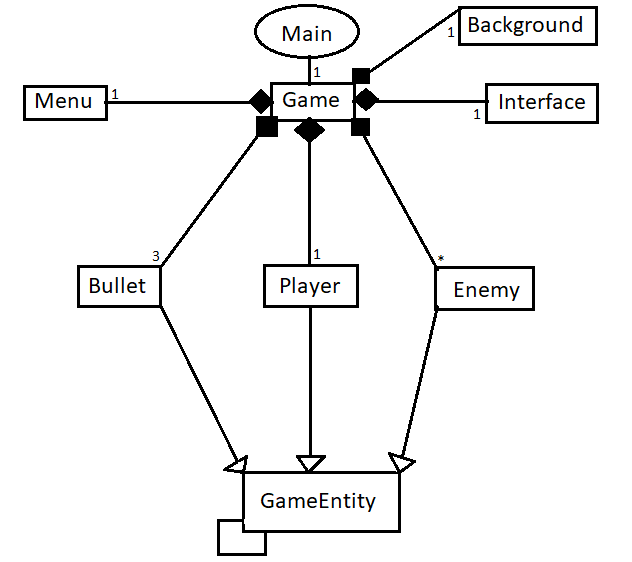 Background
Main
1
1
Menu
1
Game
Interface
1
3
1
*
Bullet
Player
Enemy
GameEntity